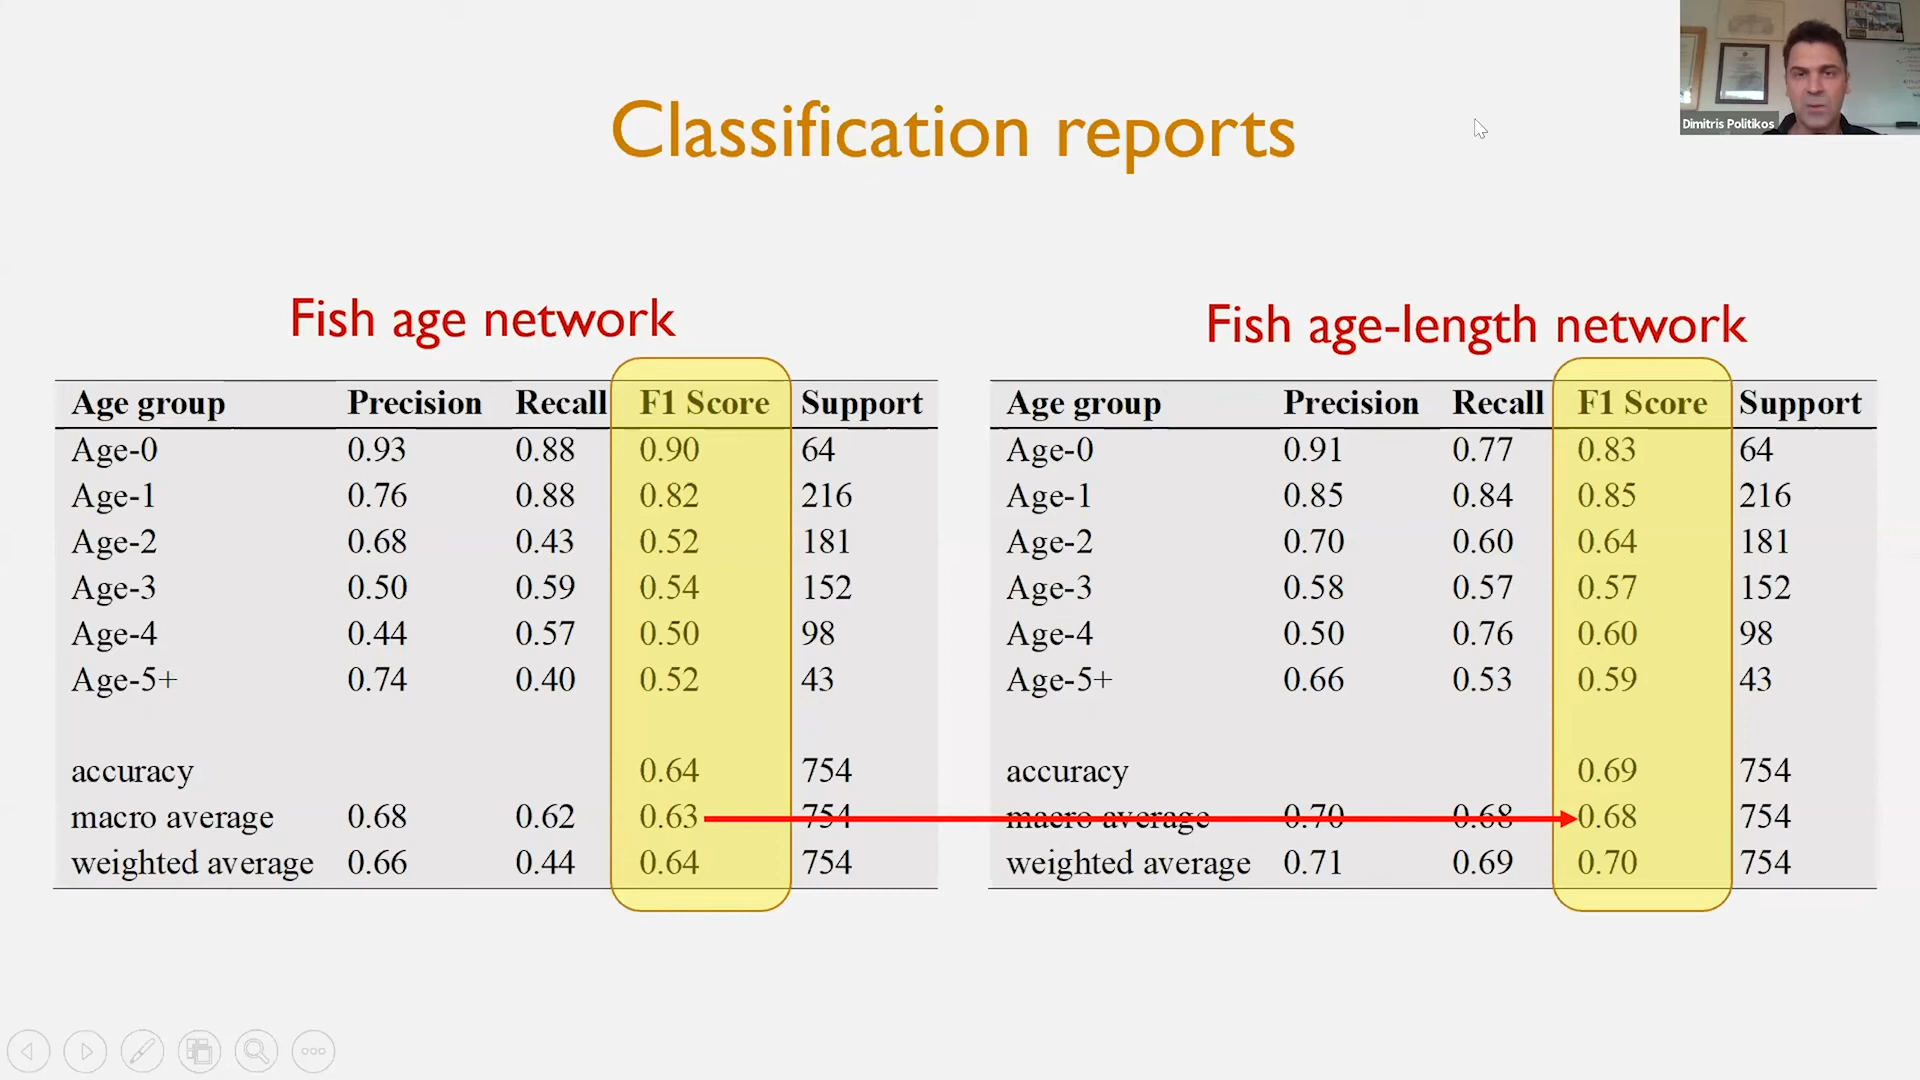 Dimitris Politikos
Classification reports
Fish age network
Age group Precision Recall F1 Score Support
Age-0 0.93 0.88 0.90 64
Age-1 0.76 0.88 0.82 216
Age-2 0.68 0.43 0.52 181
Age-3 0.50 0.59 0.54 152
Age-4 0.44 0.57 0.50 98
Age-5+ 0.74 0.40 0.52 43
accuracy 0.64 754
macro average 0.68 0.62 0.63 754
weighted average 0.66 0.44 0.64 754
Fish age-length network
Age group Precision Recall F1 Score Support
Age-0 0.91 0.77 0.83 64
Age-1 0.85 0.84 0.85 216
Age-2 0.70 0.60 0.64 181
Age-3 0.58 0.57 0.57 152
Age-4 0.50 0.76 0.60 98
Age-5+ 0.66 0.53 0.59 43
accuracy 0.69 754
macro average 0.70 0.68 0.68 754
weighted average 0.71 0.69 0.70 754